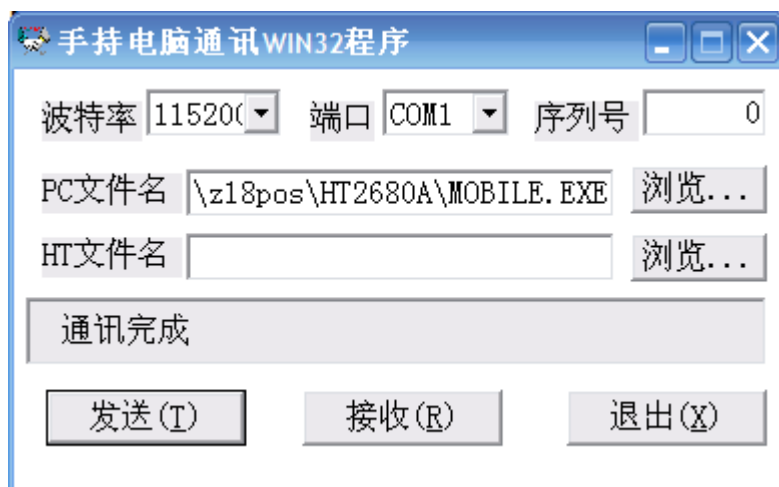 手持电脑通讯WIN32程序
波特率 11520( 端口 COM1 序列号 0
PC文件名 \z18pos\HT2680A\MOBILE.EXE 浏览...
HT文件名 浏览...
通讯完成
发送(T) 接收(R) 退出(X)